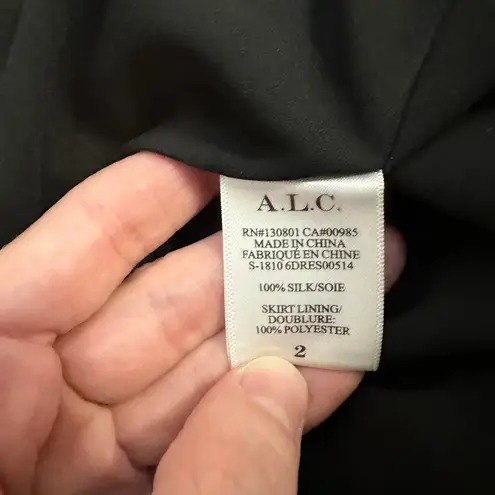 A.L.C.
RN#130801 CA#00985
MADE IN CHINA
FABRIQUÉ EN CHINE
S-1810 6DRES00514
100% SILK/SOIE
SKIRT LINING/
DOUBLURE:
100% POLYESTER
2